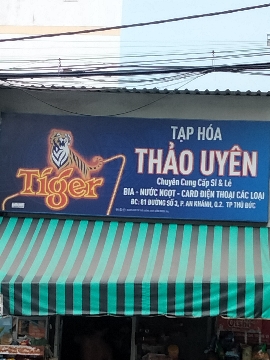 Tiger
TẠP HÓA
THẢO UYÊN
Chuyên Cung Cấp Sỉ & Lẻ
BIA - NƯỚC NGỌT - CARD ĐIỆN THOẠI CÁC LOẠI
ĐC: 81 ĐƯỜNG SỐ 3, P. AN KHÁNH, Q.2, TP THỦ ĐỨC